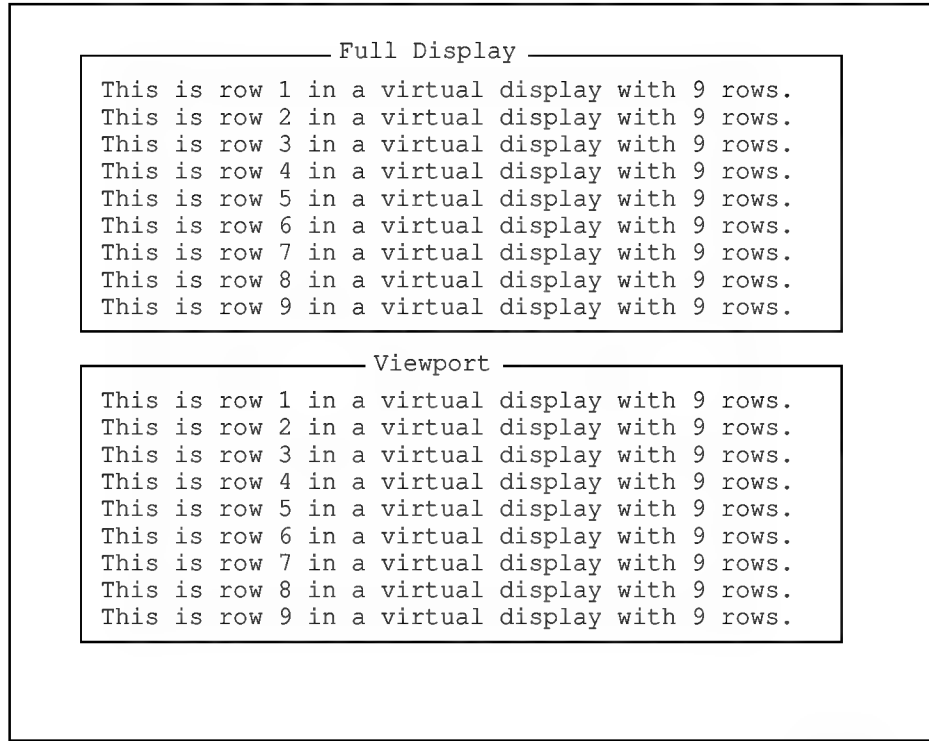 Full Display
This is row 1 in a virtual display with 9 rows.
This is row 2 in a virtual display with 9 rows.
This is row 3 in a virtual display with 9 rows.
This is row 4 in a virtual display with 9 rows.
This is row 5 in a virtual display with 9 rows.
This is row 6 in a virtual display with 9 rows.
This is row 7 in a virtual display with 9 rows.
This is row 8 in a virtual display with 9 rows.
This is row 9 in a virtual display with 9 rows.
Viewport
This is row 1 in a virtual display with 9 rows.
This is row 2 in a virtual display with 9 rows.
This is row 3 in a virtual display with 9 rows.
This is row 4 in a virtual display with 9 rows.
This is row 5 in a virtual display with 9 rows.
This is row 6 in a virtual display with 9 rows.
This is row 7 in a virtual display with 9 rows.
This is row 8 in a virtual display with 9 rows.
This is row 9 in a virtual display with 9 rows.